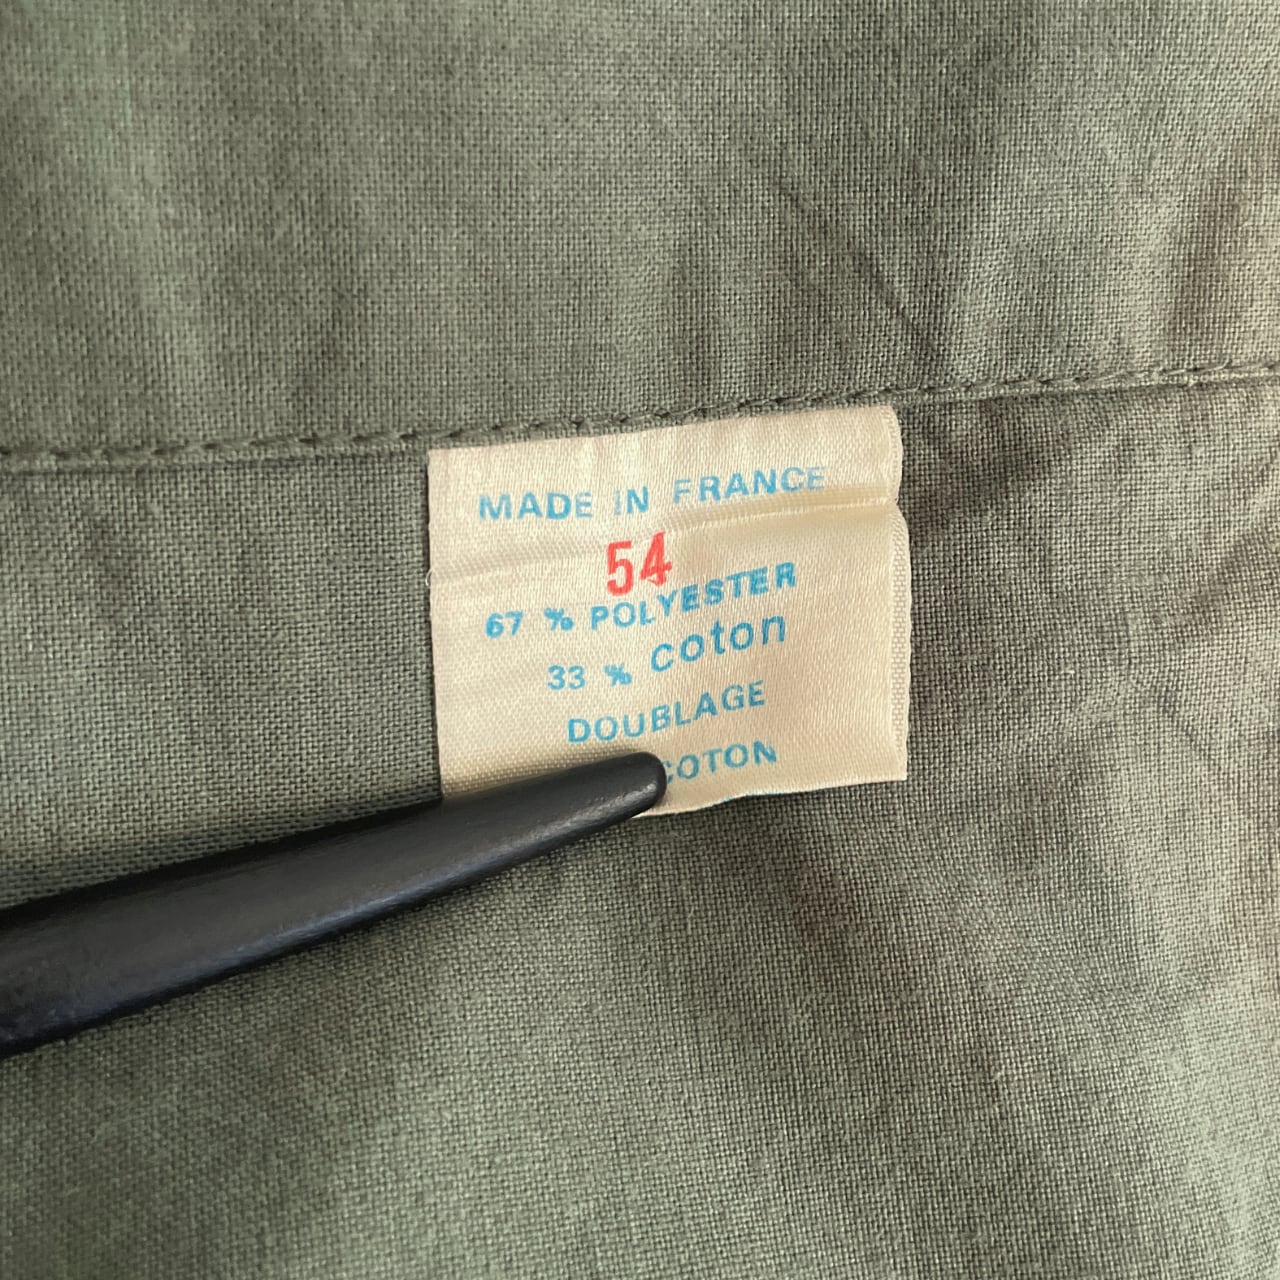 MADE IN FRANCE
54
67 % POLYESTER
33 % coton
DOUBLAGE
COTON